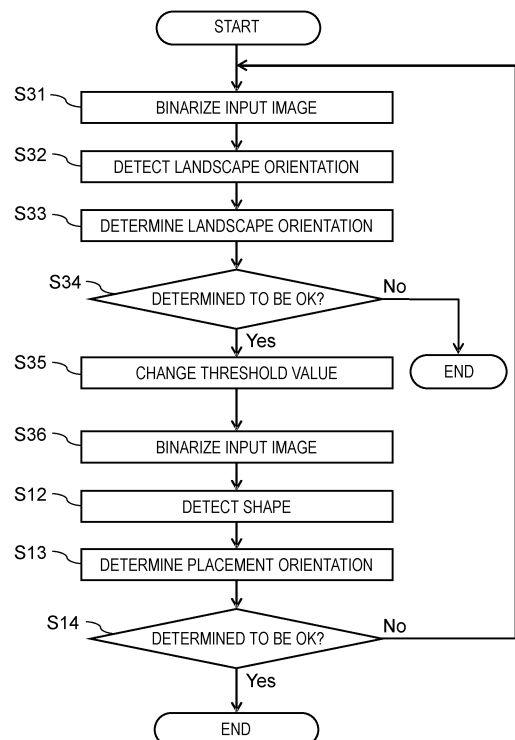 START
S31
BINARIZE INPUT IMAGE
S32
DETECT LANDSCAPE ORIENTATION
S33
DETERMINE LANDSCAPE ORIENTATION
S34
DETERMINED TO BE OK?
No
Yes
END
S35
CHANGE THRESHOLD VALUE
S36
BINARIZE INPUT IMAGE
S12
DETECT SHAPE
S13
DETERMINE PLACEMENT ORIENTATION
S14
DETERMINED TO BE OK?
No
Yes
END